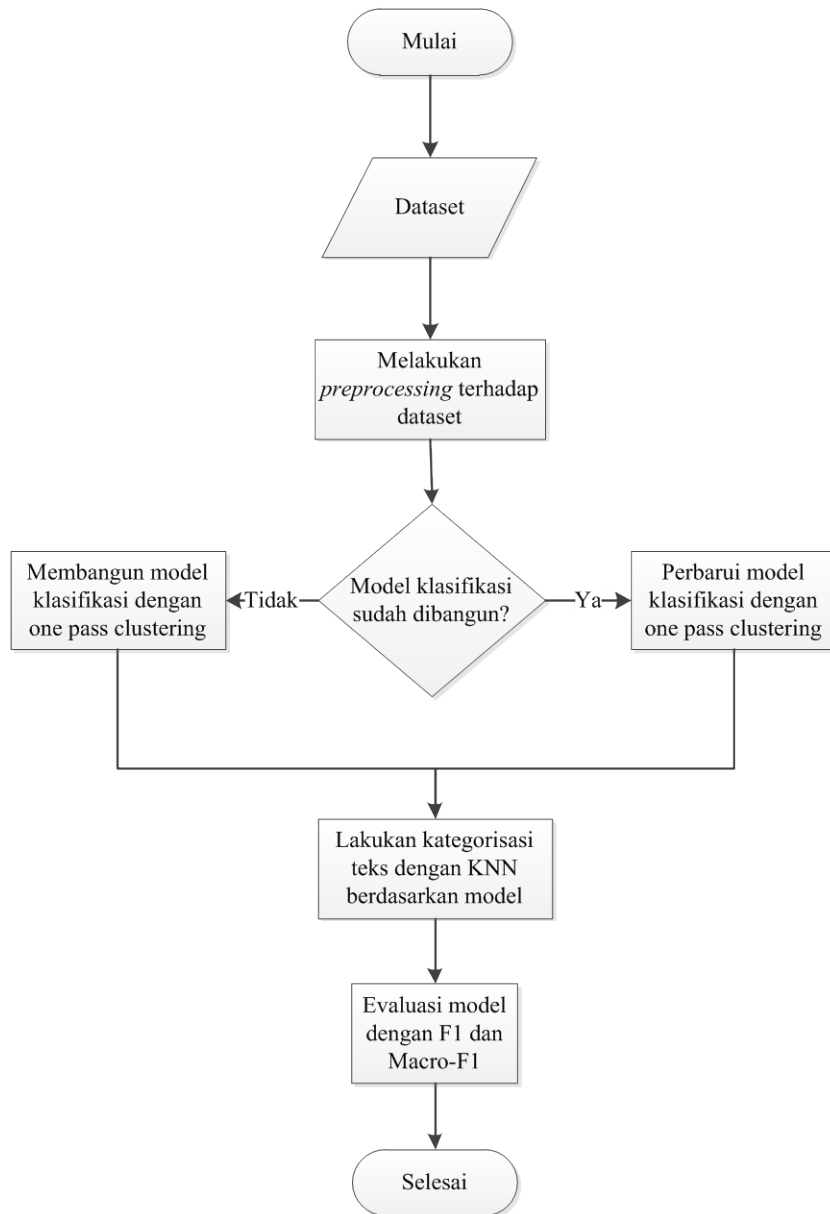 Mulai
Dataset
Melakukan
preprocessing terhadap
dataset
Model klasifikasi
sudah dibangun?
Tidak
Ya
Membangun model
klasifikasi dengan
one pass clustering
Perbarui model
klasifikasi dengan
one pass clustering
Lakukan kategorisasi
teks dengan KNN
berdasarkan model
Evaluasi model
dengan F1 dan
Macro-F1
Selesai